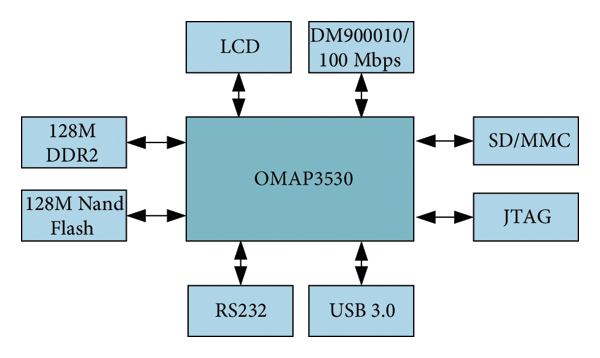 LCD
DM900010/
100 Mbps
128M
DDR2
SD/MMC
OMAP3530
128M Nand
Flash
JTAG
RS232
USB 3.0